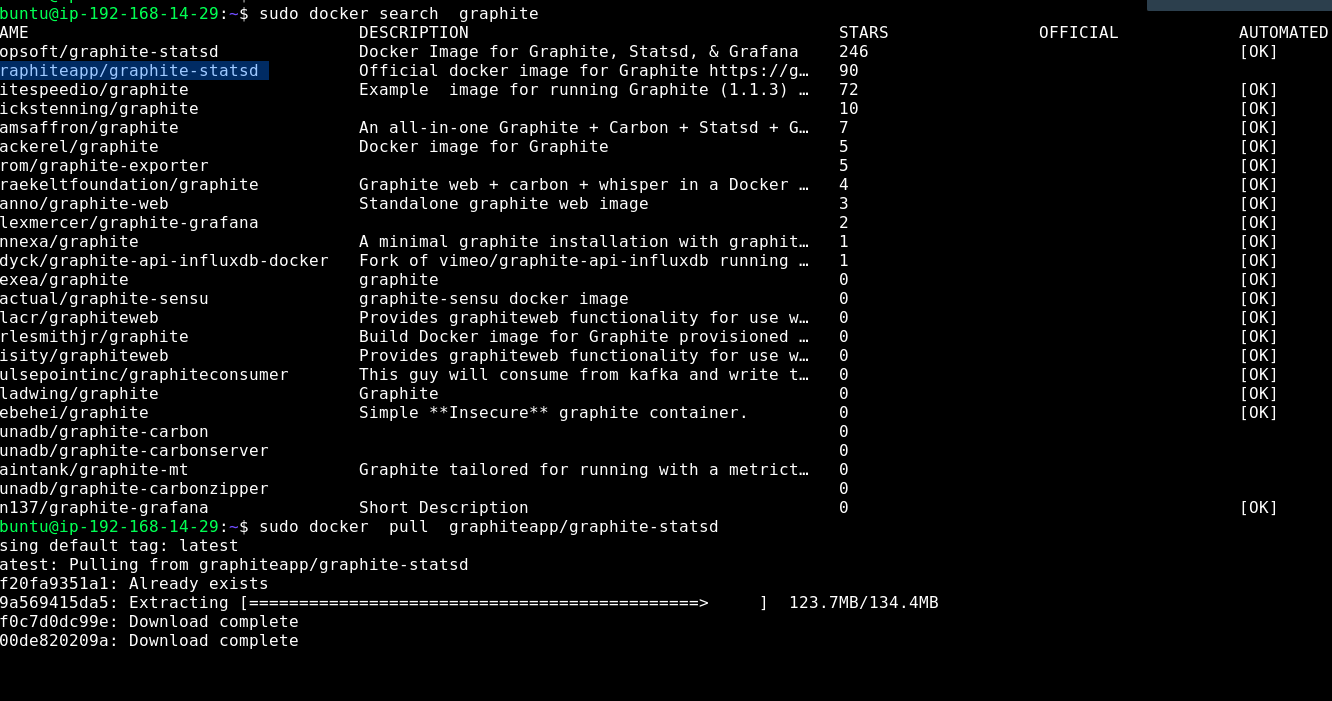 buntu@ip-192-168-14-29:~$ sudo docker search  graphite
AME                                 DESCRIPTION                                     STARS               OFFICIAL            AUTOMATED
opsoft/graphite-statsd              Docker Image for Graphite, Statsd, & Grafana    246                                     [OK]
raphiteapp/graphite-statsd          Official docker image for Graphite https://g…   90
itespeedio/graphite                 Example  image for running Graphite (1.1.3) …   72                                      [OK]
ickstenning/graphite                                                                10                                      [OK]
amsaffron/graphite                  An all-in-one Graphite + Carbon + Statsd + G…   7                                       [OK]
ackerel/graphite                    Docker image for Graphite                       5                                       [OK]
rom/graphite-exporter                                                               5                                       [OK]
raekeltfoundation/graphite          Graphite web + carbon + whisper in a Docker …   4                                       [OK]
anno/graphite-web                   Standalone graphite web image                   3                                       [OK]
lexmercer/graphite-grafana                                                          2                                       [OK]
nnexa/graphite                      A minimal graphite installation with graphit…   1                                       [OK]
dyck/graphite-api-influxdb-docker   Fork of vimeo/graphite-api-influxdb running …   1                                       [OK]
exea/graphite                       graphite                                        0                                       [OK]
actual/graphite-sensu               graphite-sensu docker image                     0                                       [OK]
lacr/graphiteweb                    Provides graphiteweb functionality for use w…   0                                       [OK]
rlesmithjr/graphite                 Build Docker image for Graphite provisioned …   0                                       [OK]
isity/graphiteweb                   Provides graphiteweb functionality for use w…   0                                       [OK]
ulsepointinc/graphiteconsumer       This guy will consume from kafka and write t…   0                                       [OK]
ladwing/graphite                    Graphite                                        0                                       [OK]
ebehei/graphite                     Simple **Insecure** graphite container.         0                                       [OK]
unadb/graphite-carbon                                                               0
unadb/graphite-carbonserver                                                         0
aintank/graphite-mt                 Graphite tailored for running with a metrict…   0
unadb/graphite-carbonzipper                                                         0
n137/graphite-grafana               Short Description                               0                                       [OK]
buntu@ip-192-168-14-29:~$ sudo docker  pull  graphiteapp/graphite-statsd
sing default tag: latest
atest: Pulling from graphiteapp/graphite-statsd
f20fa9351a1: Already exists
9a569415da5: Extracting [=============================================>     ]  123.7MB/134.4MB
f0c7d0dc99e: Download complete
00de820209a: Download complete